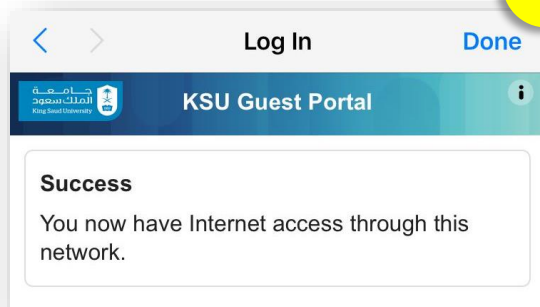 Log In
Done
جامعة
الملك سعود
King Saud University
KSU Guest Portal
i
Success
You now have Internet access through this
network.